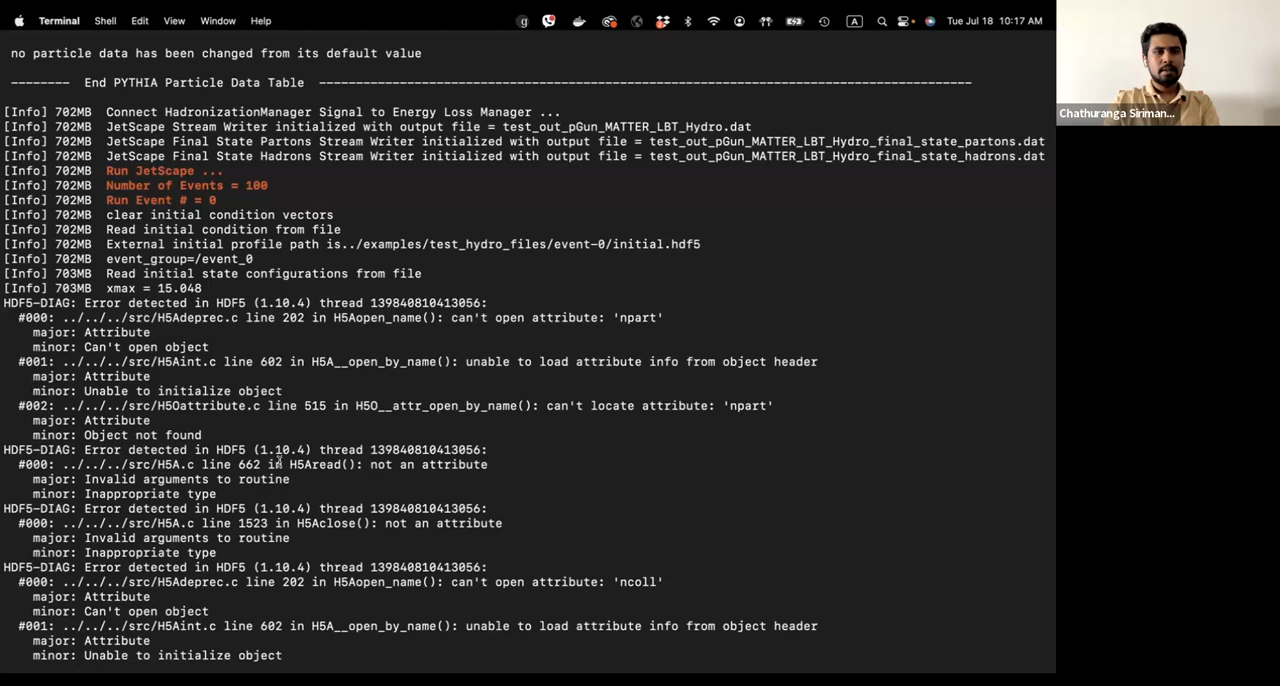 Terminal Shell Edit View Window Help
A
Tue Jul 18 10:17 AM
no particle data has been changed from its default value
-------- End PYTHIA Particle Data Table -----------------------------------------------------------------------------------------
[Info] 702MB Connect HadronizationManager Signal to Energy Loss Manager ...
[Info] 702MB JetScape Stream Writer initialized with output file = test_out_pGun_MATTER_LBT_Hydro.dat
[Info] 702MB JetScape Final State Partons Stream Writer initialized with output file = test_out_pGun_MATTER_LBT_Hydro_final_state_partons.dat
[Info] 702MB JetScape Final State Hadrons Stream Writer initialized with output file = test_out_pGun_MATTER_LBT_Hydro_final_state_hadrons.dat
[Info] 702MB Run JetScape ...
[Info] 702MB Number of Events = 100
[Info] 702MB Run Event # = 0
[Info] 702MB clear initial condition vectors
[Info] 702MB Read initial condition from file
[Info] 702MB External initial profile path is../examples/test_hydro_files/event-0/initial.hdf5
[Info] 702MB event_group=/event_0
[Info] 703MB Read initial state configurations from file
[Info] 703MB xmax = 15.048
HDF5-DIAG: Error detected in HDF5 (1.10.4) thread 139840810413056:
#000: ../../../src/H5Adeprec.c line 202 in H5Aopen_name(): can't open attribute: 'npart'
major: Attribute
minor: Can't open object
#001: ../../../src/H5Aint.c line 602 in H5A__open_by_name(): unable to load attribute info from object header
major: Attribute
minor: Unable to initialize object
#002: ../../../src/H5Oattribute.c line 515 in H5O__attr_open_by_name(): can't locate attribute: 'npart'
major: Attribute
minor: Object not found
HDF5-DIAG: Error detected in HDF5 (1.10.4) thread 139840810413056:
#000: ../../../src/H5A.c line 662 in H5Aread(): not an attribute
major: Invalid arguments to routine
minor: Inappropriate type
HDF5-DIAG: Error detected in HDF5 (1.10.4) thread 139840810413056:
#000: ../../../src/H5A.c line 1523 in H5Aclose(): not an attribute
major: Invalid arguments to routine
minor: Inappropriate type
HDF5-DIAG: Error detected in HDF5 (1.10.4) thread 139840810413056:
#000: ../../../src/H5Adeprec.c line 202 in H5Aopen_name(): can't open attribute: 'ncoll'
major: Attribute
minor: Can't open object
#001: ../../../src/H5Aint.c line 602 in H5A__open_by_name(): unable to load attribute info from object header
major: Attribute
minor: Unable to initialize object
Chathuranga Siriman...